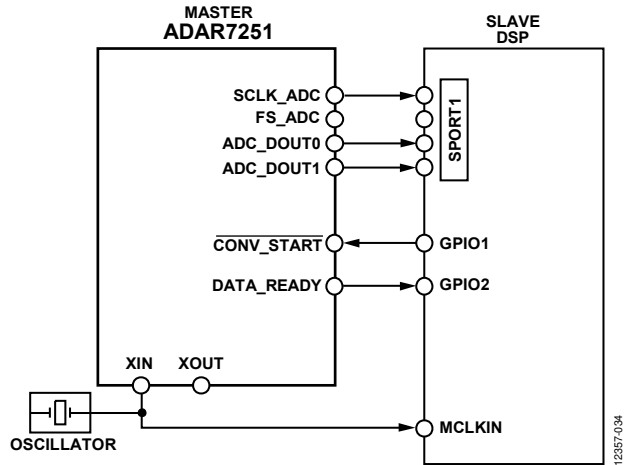 MASTER
ADAR7251
SLAVE
DSP
SCLK_ADC
FS_ADC
ADC_DOUT0
ADC_DOUT1
SPORT1
CONV_START
GPIO1
DATA_READY
GPIO2
XIN
XOUT
OSCILLATOR
MCLKIN
12357-034